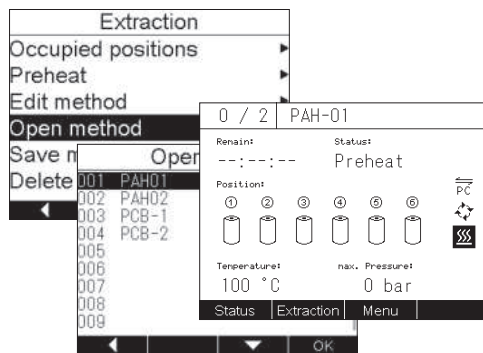 Extraction
Occupied positions
Preheat
Edit method
Open method
Save m
Delete
Oper
001 PAH01
002 PAH02
003 PCB-1
004 PCB-2
005
006
007
008
009
OK
0 / 2 PAH-01
Remain: Status:
--:--:-- Preheat
Position:
① ② ③ ④ ⑤ ⑥
PC
Temperature: max. Pressure:
100 °C 0 bar
Status Extraction Menu